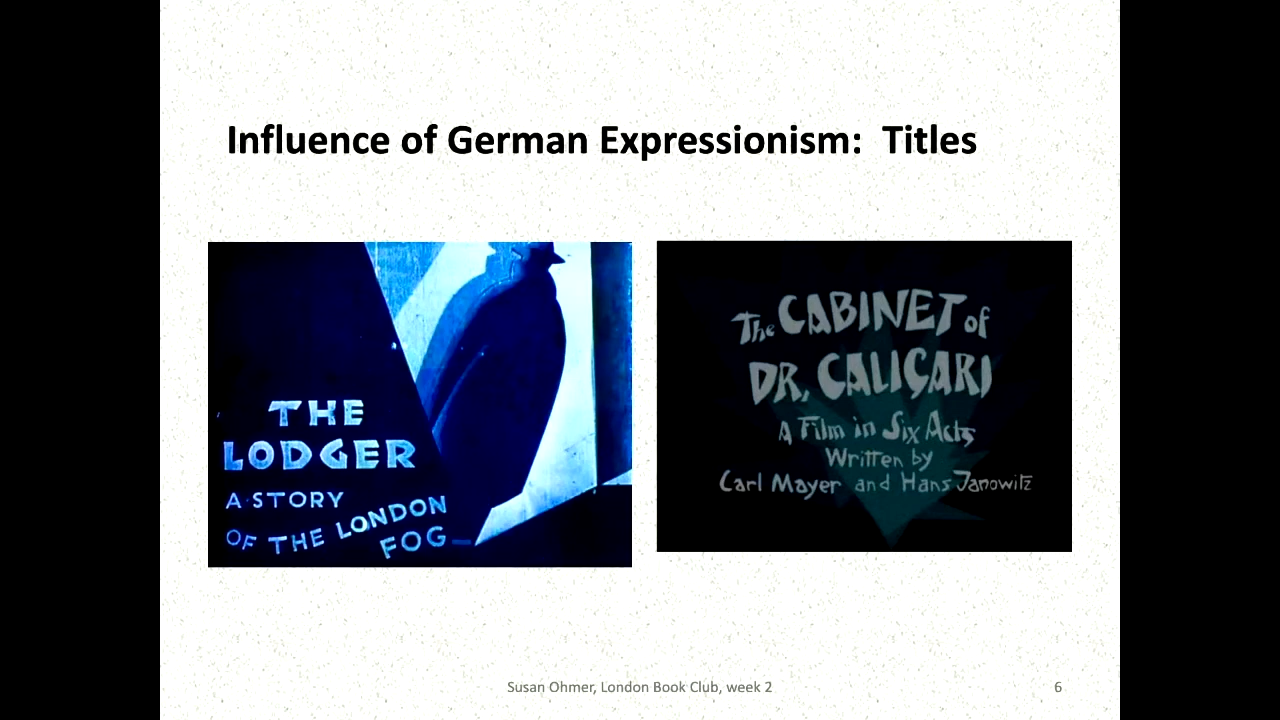 Influence of German Expressionism: Titles
THE
LODGER
A·STORY
OF THE LONDON
FOG
The CABINET of
DR. CALIGARI
A Film in Six Acts
Written by
Carl Mayer and Hans Janowitz
Susan Ohmer, London Book Club, week 2
6